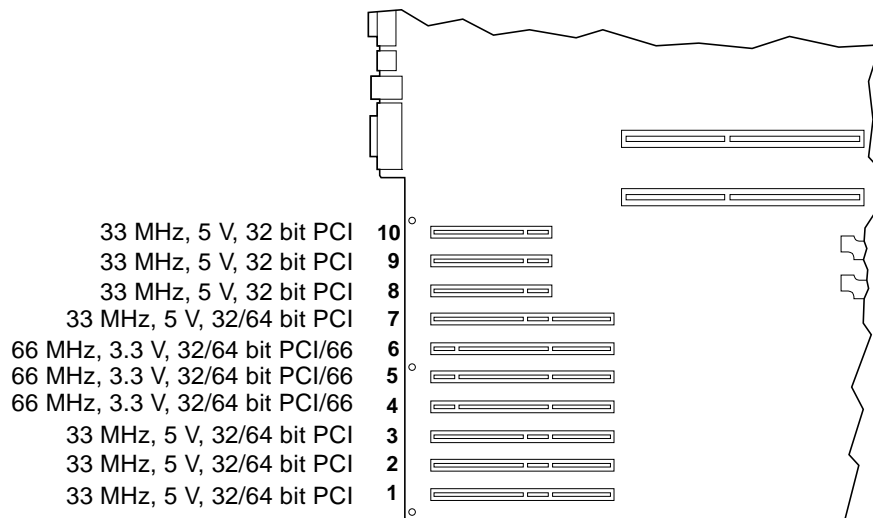 33 MHz, 5 V, 32 bit PCI 10
33 MHz, 5 V, 32 bit PCI 9
33 MHz, 5 V, 32 bit PCI 8
33 MHz, 5 V, 32/64 bit PCI 7
66 MHz, 3.3 V, 32/64 bit PCI/66 6
66 MHz, 3.3 V, 32/64 bit PCI/66 5
66 MHz, 3.3 V, 32/64 bit PCI/66 4
33 MHz, 5 V, 32/64 bit PCI 3
33 MHz, 5 V, 32/64 bit PCI 2
33 MHz, 5 V, 32/64 bit PCI 1